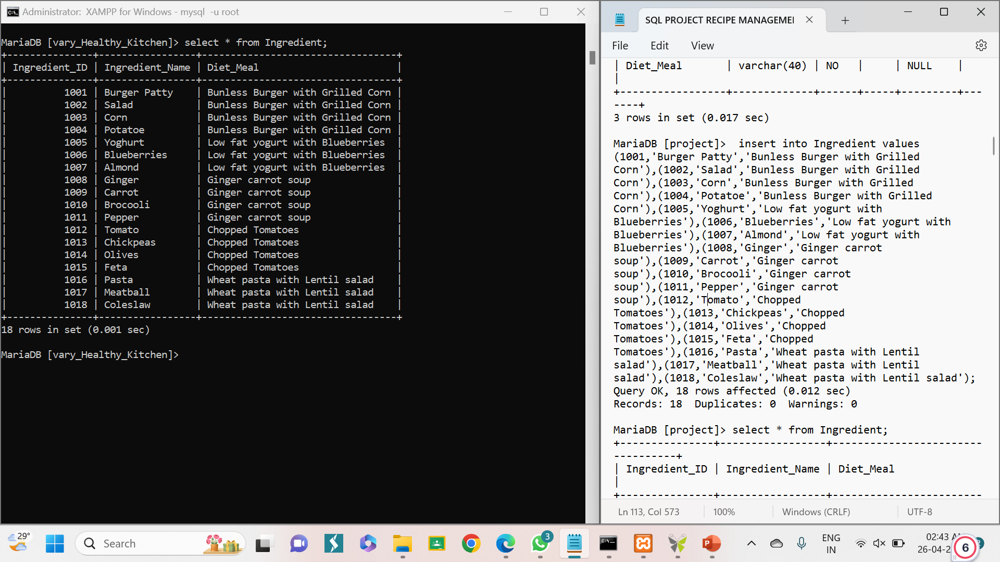 Administrator: XAMPP for Windows - mysql -u root
MariaDB [vary_Healthy_Kitchen]> select * from Ingredient;
+---------------+-----------------+----------------------------------+
| Ingredient_ID | Ingredient_Name | Diet_Meal                        |
+---------------+-----------------+----------------------------------+
|          1001 | Burger Patty    | Bunless Burger with Grilled Corn |
|          1002 | Salad           | Bunless Burger with Grilled Corn |
|          1003 | Corn            | Bunless Burger with Grilled Corn |
|          1004 | Potatoe         | Bunless Burger with Grilled Corn |
|          1005 | Yoghurt         | Low fat yogurt with Blueberries  |
|          1006 | Blueberries     | Low fat yogurt with Blueberries  |
|          1007 | Almond          | Low fat yogurt with Blueberries  |
|          1008 | Ginger          | Ginger carrot soup               |
|          1009 | Carrot          | Ginger carrot soup               |
|          1010 | Brocooli        | Ginger carrot soup               |
|          1011 | Pepper          | Ginger carrot soup               |
|          1012 | Tomato          | Chopped Tomatoes                 |
|          1013 | Chickpeas       | Chopped Tomatoes                 |
|          1014 | Olives          | Chopped Tomatoes                 |
|          1015 | Feta            | Chopped Tomatoes                 |
|          1016 | Pasta           | Wheat pasta with Lentil salad    |
|          1017 | Meatball        | Wheat pasta with Lentil salad    |
|          1018 | Coleslaw        | Wheat pasta with Lentil salad    |
+---------------+-----------------+----------------------------------+
18 rows in set (0.001 sec)
MariaDB [vary_Healthy_Kitchen]>
SQL PROJECT RECIPE MANAGEME
File Edit View
| Diet_Meal       | varchar(40) | NO   |     | NULL    |
|
+-----------------+-------------+------+-----+---------+---
----+
3 rows in set (0.017 sec)
MariaDB [project]>  insert into Ingredient values
(1001,'Burger Patty','Bunless Burger with Grilled
Corn'),(1002,'Salad','Bunless Burger with Grilled
Corn'),(1003,'Corn','Bunless Burger with Grilled
Corn'),(1004,'Potatoe','Bunless Burger with Grilled
Corn'),(1005,'Yoghurt','Low fat yogurt with
Blueberries'),(1006,'Blueberries','Low fat yogurt with
Blueberries'),(1007,'Almond','Low fat yogurt with
Blueberries'),(1008,'Ginger','Ginger carrot
soup'),(1009,'Carrot','Ginger carrot
soup'),(1010,'Brocooli','Ginger carrot
soup'),(1011,'Pepper','Ginger carrot
soup'),(1012,'Tomato','Chopped
Tomatoes'),(1013,'Chickpeas','Chopped
Tomatoes'),(1014,'Olives','Chopped
Tomatoes'),(1015,'Feta','Chopped
Tomatoes'),(1016,'Pasta','Wheat pasta with Lentil
salad'),(1017,'Meatball','Wheat pasta with Lentil
salad'),(1018,'Coleslaw','Wheat pasta with Lentil salad');
Query OK, 18 rows affected (0.012 sec)
Records: 18  Duplicates: 0  Warnings: 0
MariaDB [project]> select * from Ingredient;
+---------------+-----------------+------------------------
----------+
| Ingredient_ID | Ingredient_Name | Diet_Meal
|
+---------------+-----------------+------------------------
Ln 113, Col 573 100% Windows (CRLF) UTF-8
29° Search 3 ENG 02:43
IN 26-04-2 6